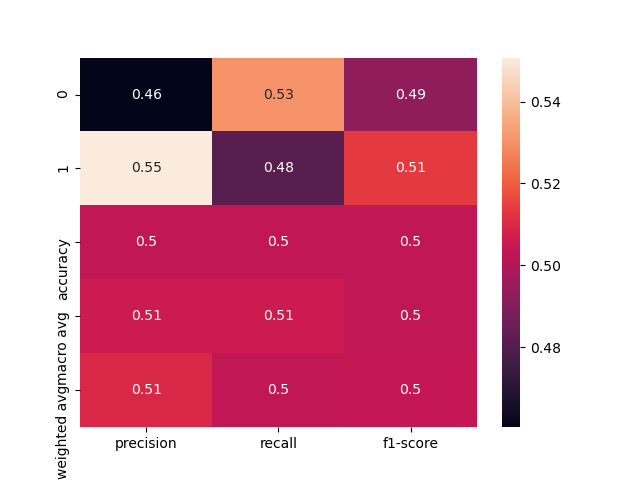 0 0.46 0.53 0.49
1 0.55 0.48 0.51
accuracy 0.5 0.5 0.5
macro avg 0.51 0.51 0.5
weighted avg 0.51 0.5 0.5
precision recall f1-score
0.54
0.52
0.50
0.48